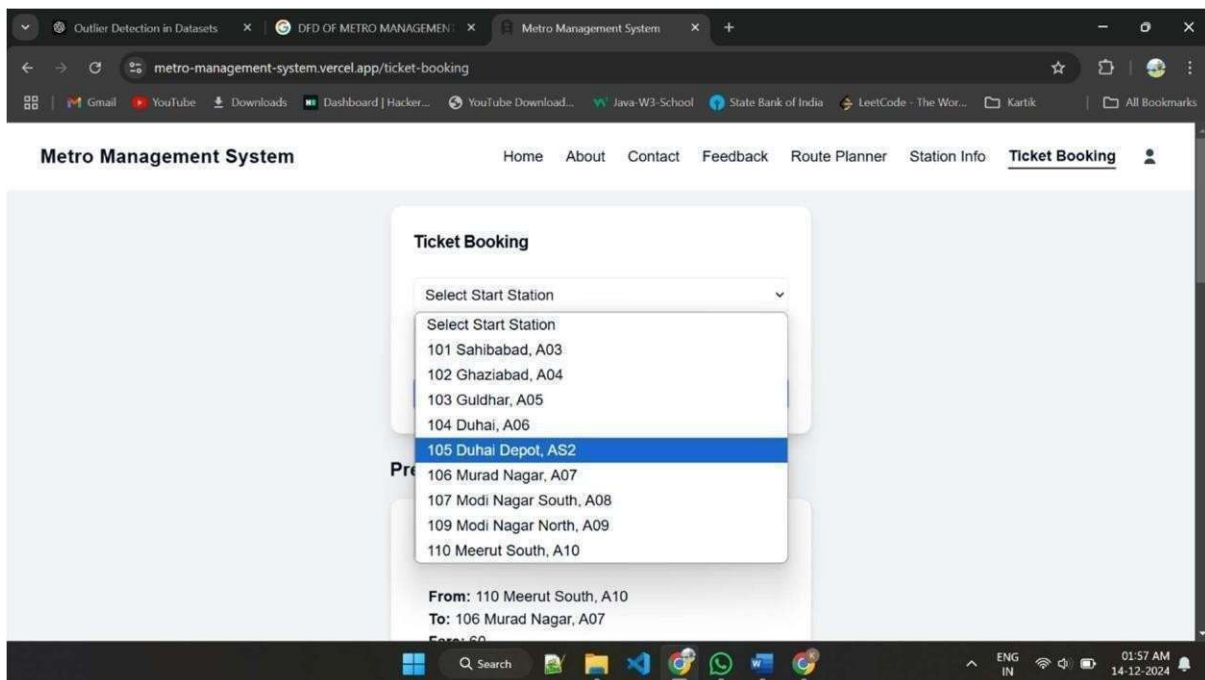 Outlier Detection in Datasets
DFD OF METRO MANAGEMENT
Metro Management System
metro-management-system.vercel.app/ticket-booking
Gmail YouTube Downloads Dashboard | Hacker... YouTube Download... Java-W3-School State Bank of India LeetCode - The Wor... Kartik All Bookmarks
Metro Management System Home About Contact Feedback Route Planner Station Info Ticket Booking
Ticket Booking
Select Start Station
Select Start Station
101 Sahibabad, A03
102 Ghaziabad, A04
103 Guldhar, A05
104 Duhai, A06
105 Duhai Depot, AS2
Pre
106 Murad Nagar, A07
107 Modi Nagar South, A08
109 Modi Nagar North, A09
110 Meerut South, A10
From: 110 Meerut South, A10
To: 106 Murad Nagar, A07
Fare: 60
Search
ENG
IN
01:57 AM
14-12-2024